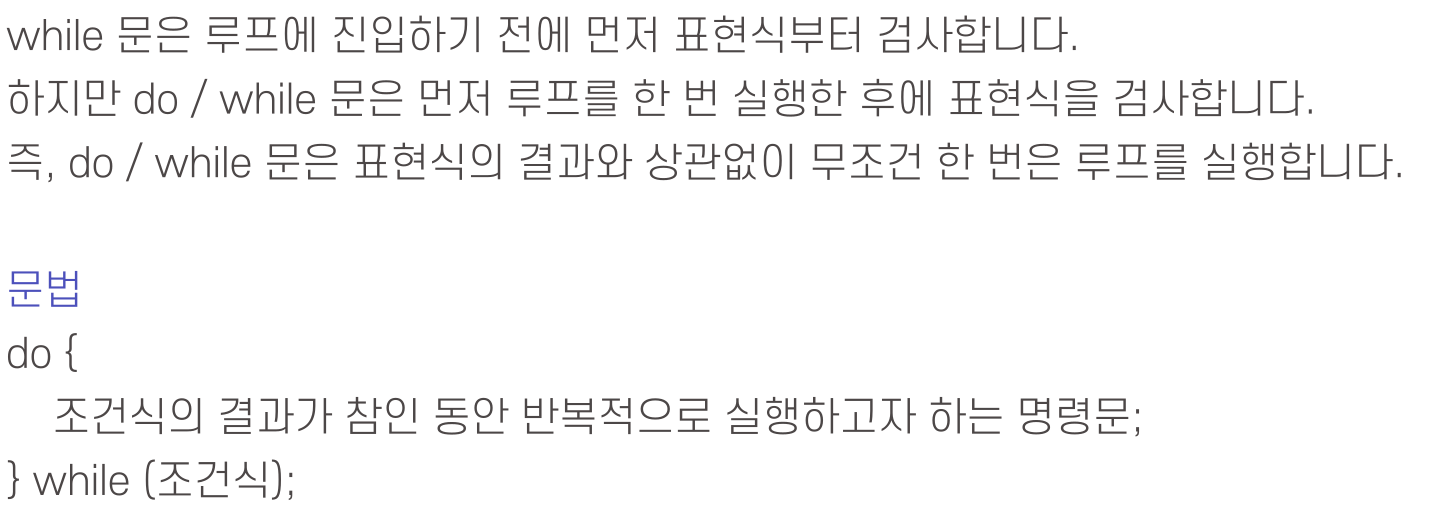 while 문은 루프에 진입하기 전에 먼저 표현식부터 검사합니다.
하지만 do / while 문은 먼저 루프를 한 번 실행한 후에 표현식을 검사합니다.
즉, do / while 문은 표현식의 결과와 상관없이 무조건 한 번은 루프를 실행합니다.
문법
do {
조건식의 결과가 참인 동안 반복적으로 실행하고자 하는 명령문;
} while (조건식);